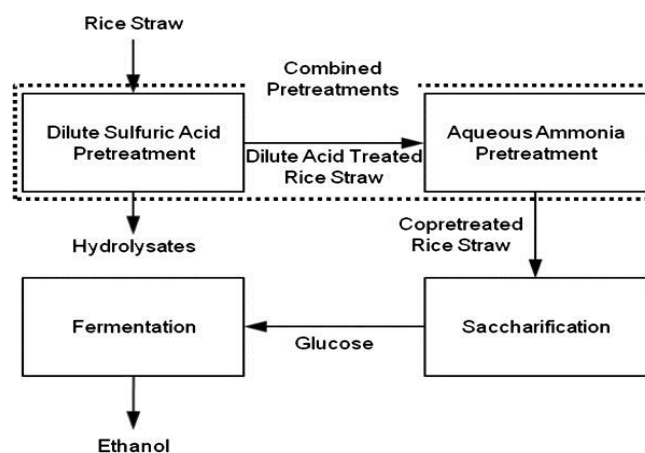 Rice Straw
Combined
Pretreatments
Dilute Sulfuric Acid
Pretreatment
Dilute Acid Treated
Rice Straw
Aqueous Ammonia
Pretreatment
Hydrolysates
Copretreated
Rice Straw
Fermentation
Glucose
Saccharification
Ethanol